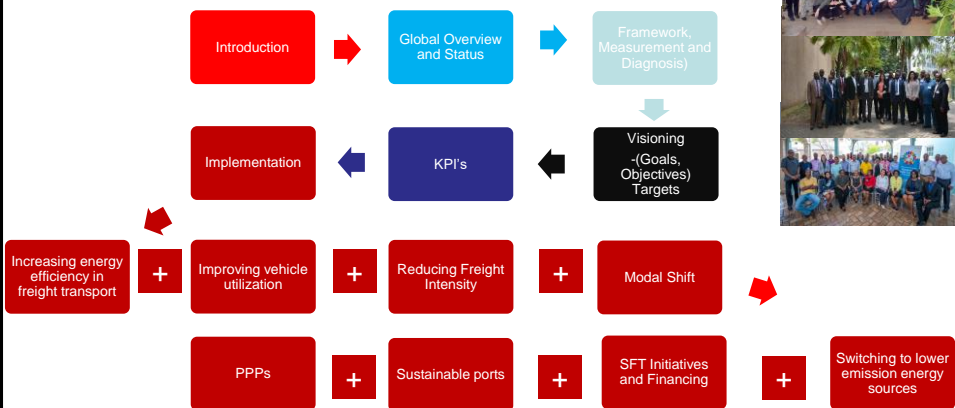 Introduction
Global Overview
and Status
Framework,
Measurement and
Diagnosis)
Implementation
KPI's
Visioning
-(Goals,
Objectives)
Targets
Increasing energy
efficiency in
freight transport
+
Improving vehicle
utilization
+
Reducing Freight
Intensity
+
Modal Shift
PPPs
+
Sustainable ports
+
SFT Initiatives
and Financing
+
Switching to lower
emission energy
sources